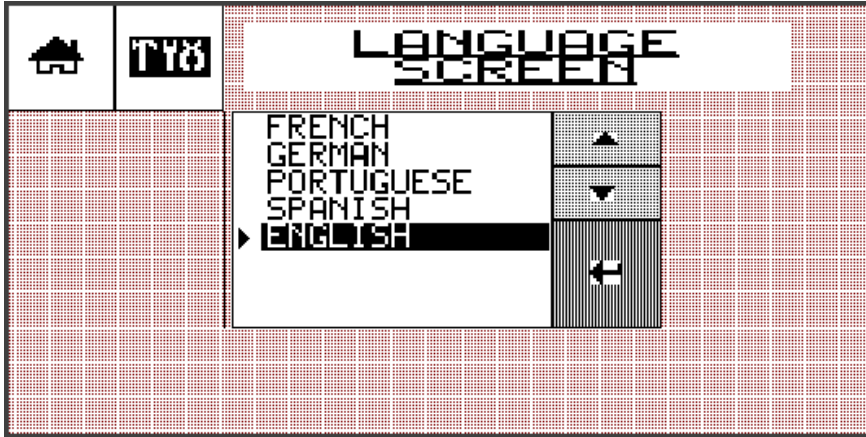 LANGUAGE
SCREEN
FRENCH
GERMAN
PORTUGUESE
SPANISH
ENGLISH